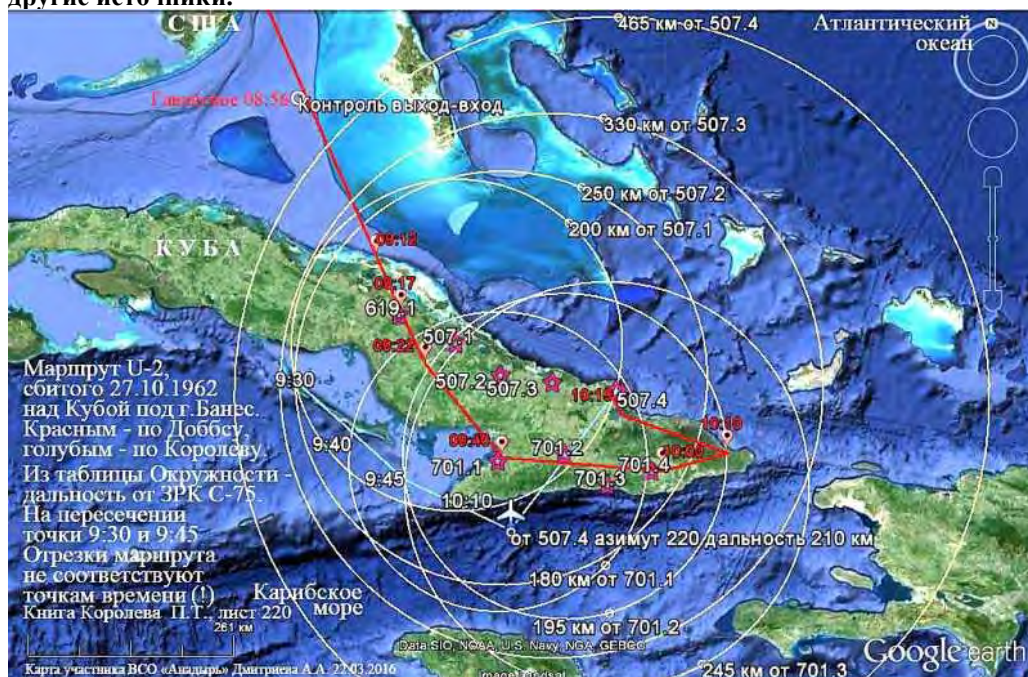 другие источники.
США
465 км от 507.4
Атлантический
океан
N
Гаванское 08.56
Контроль выход-вход
330 км от 507.3
250 км от 507.2
200 км от 507.1
КУБА
09:12
09:17
619.1
09:22
507.1
507.2
507.3
10:15
507.4
9:30
10:18
9:40
09:49
701.2
701.4
701.1
9:45
701.3
10:10
Маршрут U-2,
сбитого 27.10.1962
над Кубой под г.Банес.
Красным - по Доббсу,
голубым - по Королеву.
Из таблицы Окружности -
дальность от ЗРК С-75.
На пересечении
точки 9:30 и 9:45
Отрезки маршрута
не соответствуют
точкам времени (!)
Книга Королева П.Т., лист 220
261 км
от 507.4 азимут 220 дальность 210 км
180 км от 701.1
Карибское
море
195 км от 701.2
Data SIO, NOAA, U.S. Navy, NGA, GEBCO
Image Landsat
245 км от 701.3
Google earth
Карта участника ВСО «Анадырь» Дмитриева А.А. 22.03.2016